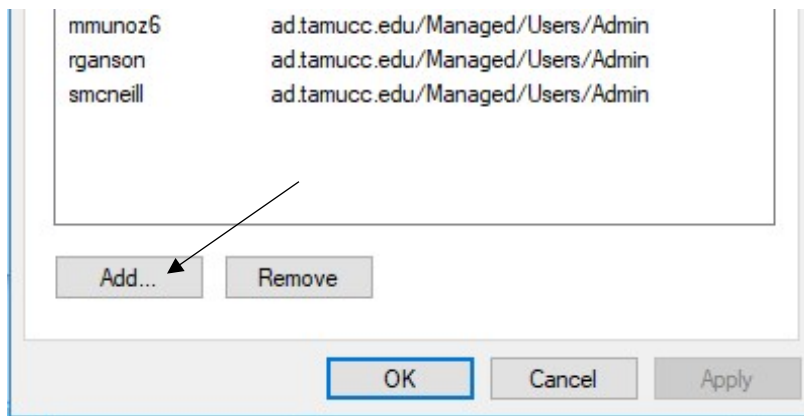 mmunoz6 ad.tamucc.edu/Managed/Users/Admin
rganson ad.tamucc.edu/Managed/Users/Admin
smcneill ad.tamucc.edu/Managed/Users/Admin
Add... Remove
OK Cancel Apply